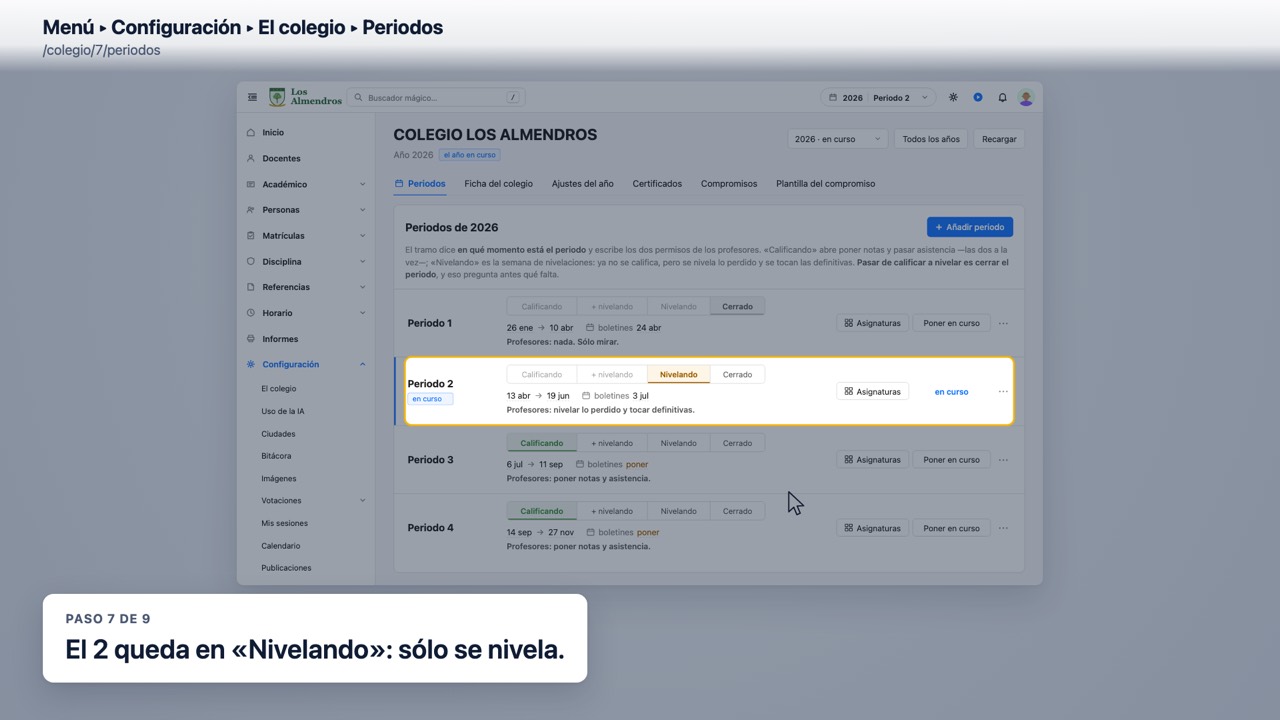 Menú ▸ Configuración ▸ El colegio ▸ Periodos
/colegio/7/periodos
Los Almendros
Buscador mágico...
/
2026 Periodo 2
Inicio
Docentes
Académico
Personas
Matrículas
Disciplina
Referencias
Horario
Informes
Configuración
El colegio
Uso de la IA
Ciudades
Bitácora
Imágenes
Votaciones
Mis sesiones
Calendario
Publicaciones
COLEGIO LOS ALMENDROS
Año 2026 el año en curso
2026 · en curso
Todos los años
Recargar
Periodos
Ficha del colegio
Ajustes del año
Certificados
Compromisos
Plantilla del compromiso
Periodos de 2026
+ Añadir periodo
El tramo dice en qué momento está el periodo y escribe los dos permisos de los profesores. «Calificando» abre poner notas y pasar asistencia —las dos a la
vez—; «Nivelando» es la semana de nivelaciones: ya no se califica, pero se nivela lo perdido y se tocan las definitivas. Pasar de calificar a nivelar es cerrar el
periodo, y eso pregunta antes qué falta.
Periodo 1
Calificando + nivelando Nivelando Cerrado
26 ene → 10 abr boletines 24 abr
Profesores: nada. Sólo mirar.
Asignaturas Poner en curso ···
Periodo 2
en curso
Calificando + nivelando Nivelando Cerrado
13 abr → 19 jun boletines 3 jul
Profesores: nivelar lo perdido y tocar definitivas.
Asignaturas en curso ···
Periodo 3
Calificando + nivelando Nivelando Cerrado
6 jul → 11 sep boletines poner
Profesores: poner notas y asistencia.
Asignaturas Poner en curso ···
Periodo 4
Calificando + nivelando Nivelando Cerrado
14 sep → 27 nov boletines poner
Profesores: poner notas y asistencia.
Asignaturas Poner en curso ···
PASO 7 DE 9
El 2 queda en «Nivelando»: sólo se nivela.